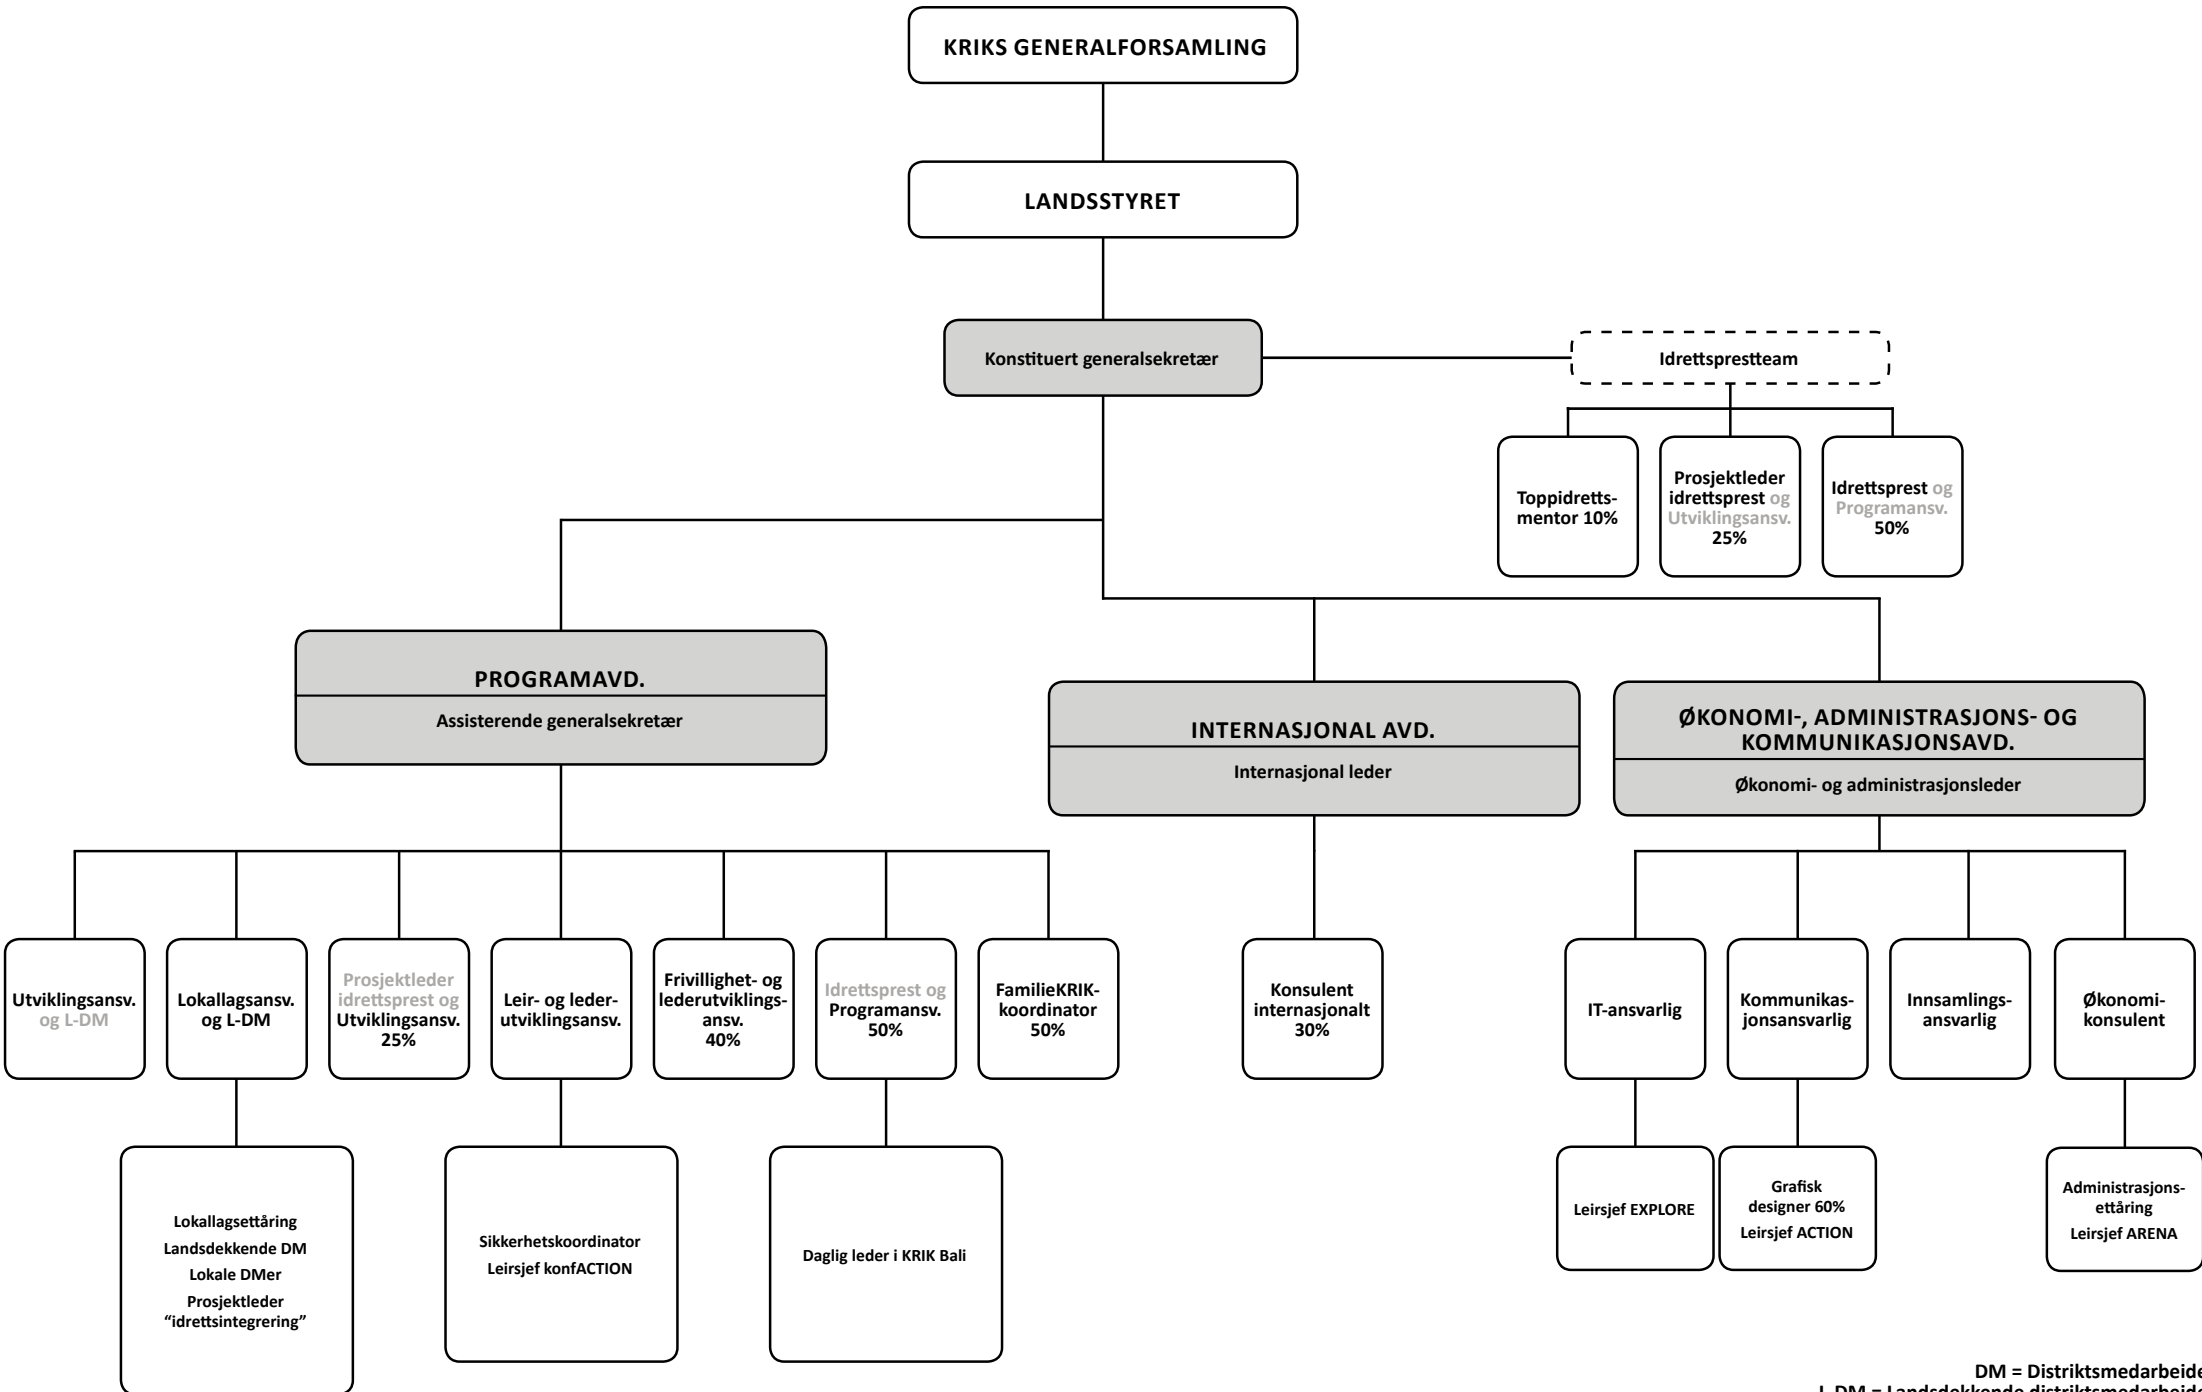 KRIKS GENERALFORSAMLING
LANDSSTYRET
Konstituert generalsekretær
Idrettsprestteam
Toppidretts-
mentor 10%
Prosjektleder
idrettsprest og
Utviklingsansv.
25%
Idrettsprest og
Programansv.
50%
PROGRAMAVD.
Assisterende generalsekretær
INTERNASJONAL AVD.
Internasjonal leder
ØKONOMI-, ADMINISTRASJONS- OG
KOMMUNIKASJONSAVD.
Økonomi- og administrasjonsleder
Utviklingsansv.
og L-DM
Lokallagsansv.
og L-DM
Prosjektleder
idrettsprest og
Utviklingsansv.
25%
Leir- og leder-
utviklingsansv.
Frivillighet- og
lederutviklings-
ansv.
40%
Idrettsprest og
Programansv.
50%
FamilieKRIK-
koordinator
50%
Konsulent
internasjonalt
30%
IT-ansvarlig
Kommunikas-
jonsansvarlig
Innsamlings-
ansvarlig
Økonomi-
konsulent
Lokallagsettåring
Landsdekkende DM
Lokale DMer
Prosjektleder
“idrettsintegrering”
Sikkerhetskoordinator
Leirsjef konfACTION
Daglig leder i KRIK Bali
Leirsjef EXPLORE
Grafisk
designer 60%
Leirsjef ACTION
Administrasjons-
ettåring
Leirsjef ARENA
DM = Distriktsmedarbeide
L-DM = Landsdekkende distriktsmedarbeide